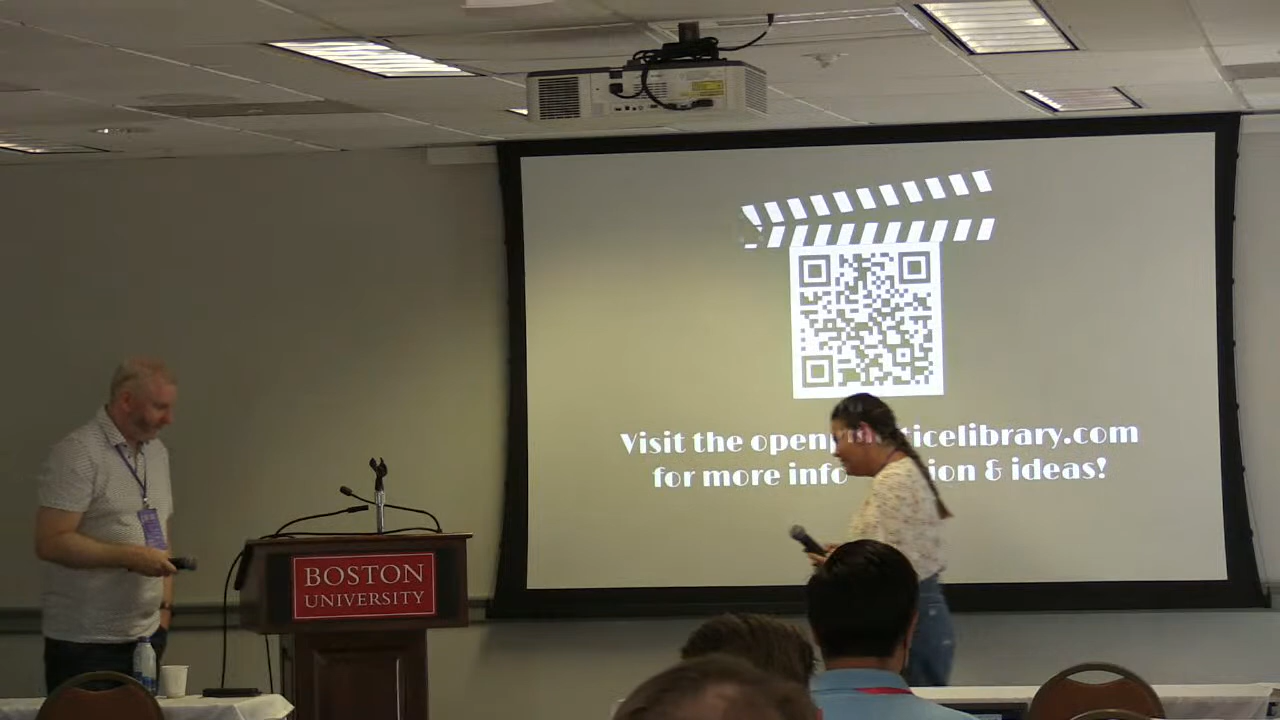 Visit the open ticelibrary.com
for more info ion & ideas!
BOSTON
UNIVERSITY